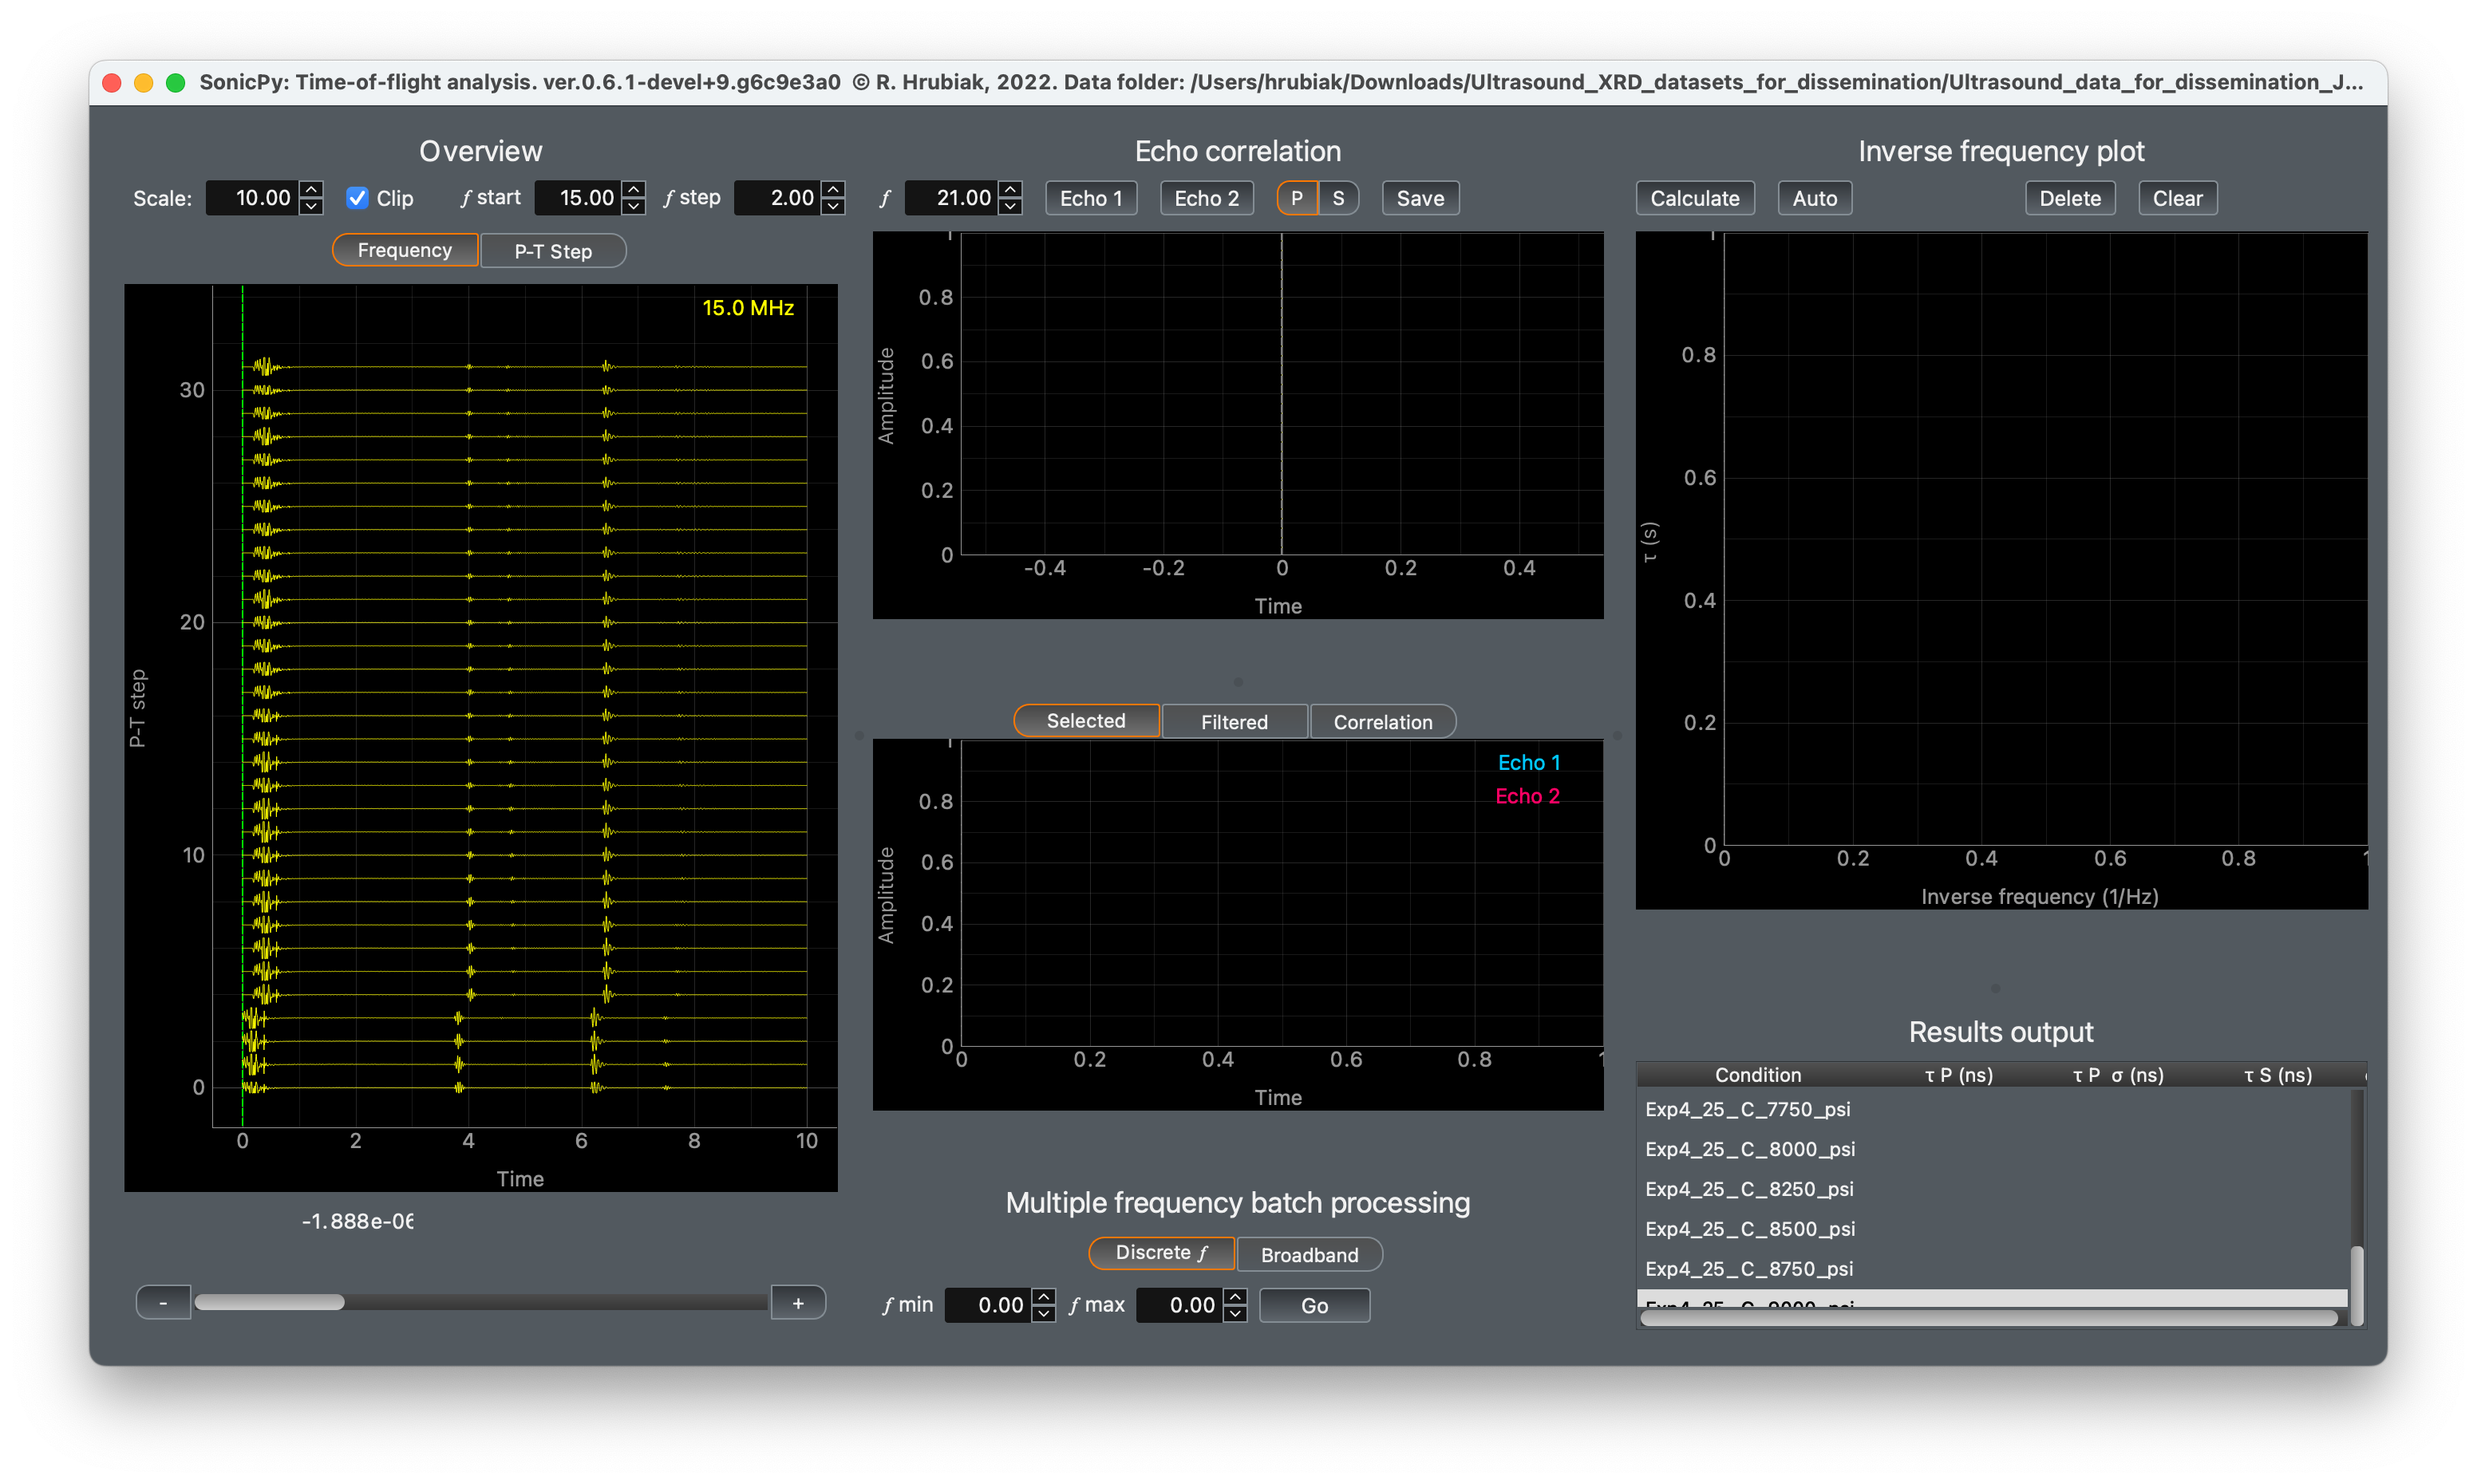 SonicPy: Time-of-flight analysis. ver.0.6.1-devel+9.g6c9e3a0 © R. Hrubiak, 2022. Data folder: /Users/hrubiak/Downloads/Ultrasound_XRD_datasets_for_dissemination/Ultrasound_data_for_dissemination_J...
Overview
Scale: 10.00 Clip f start 15.00 f step 2.00
Frequency P-T Step
15.0 MHz
30
20
10
0
P-T step
0 2 4 6 8 10
Time
-1.888e-06
- +
Echo correlation
f 21.00 Echo 1 Echo 2 P S Save
0.8
0.6
0.4
0.2
0
Amplitude
-0.4 -0.2 0 0.2 0.4
Time
Selected Filtered Correlation
Echo 1
Echo 2
0.8
0.6
0.4
0.2
0
Amplitude
0 0.2 0.4 0.6 0.8
Time
Multiple frequency batch processing
Discrete f Broadband
f min 0.00 f max 0.00 Go
Inverse frequency plot
Calculate Auto Delete Clear
0.8
0.6
0.4
0.2
0
τ (s)
0 0.2 0.4 0.6 0.8
Inverse frequency (1/Hz)
Results output
Condition τ P (ns) τ P σ (ns) τ S (ns)
Exp4_25_C_7750_psi
Exp4_25_C_8000_psi
Exp4_25_C_8250_psi
Exp4_25_C_8500_psi
Exp4_25_C_8750_psi
Exp4_25_C_9000_psi